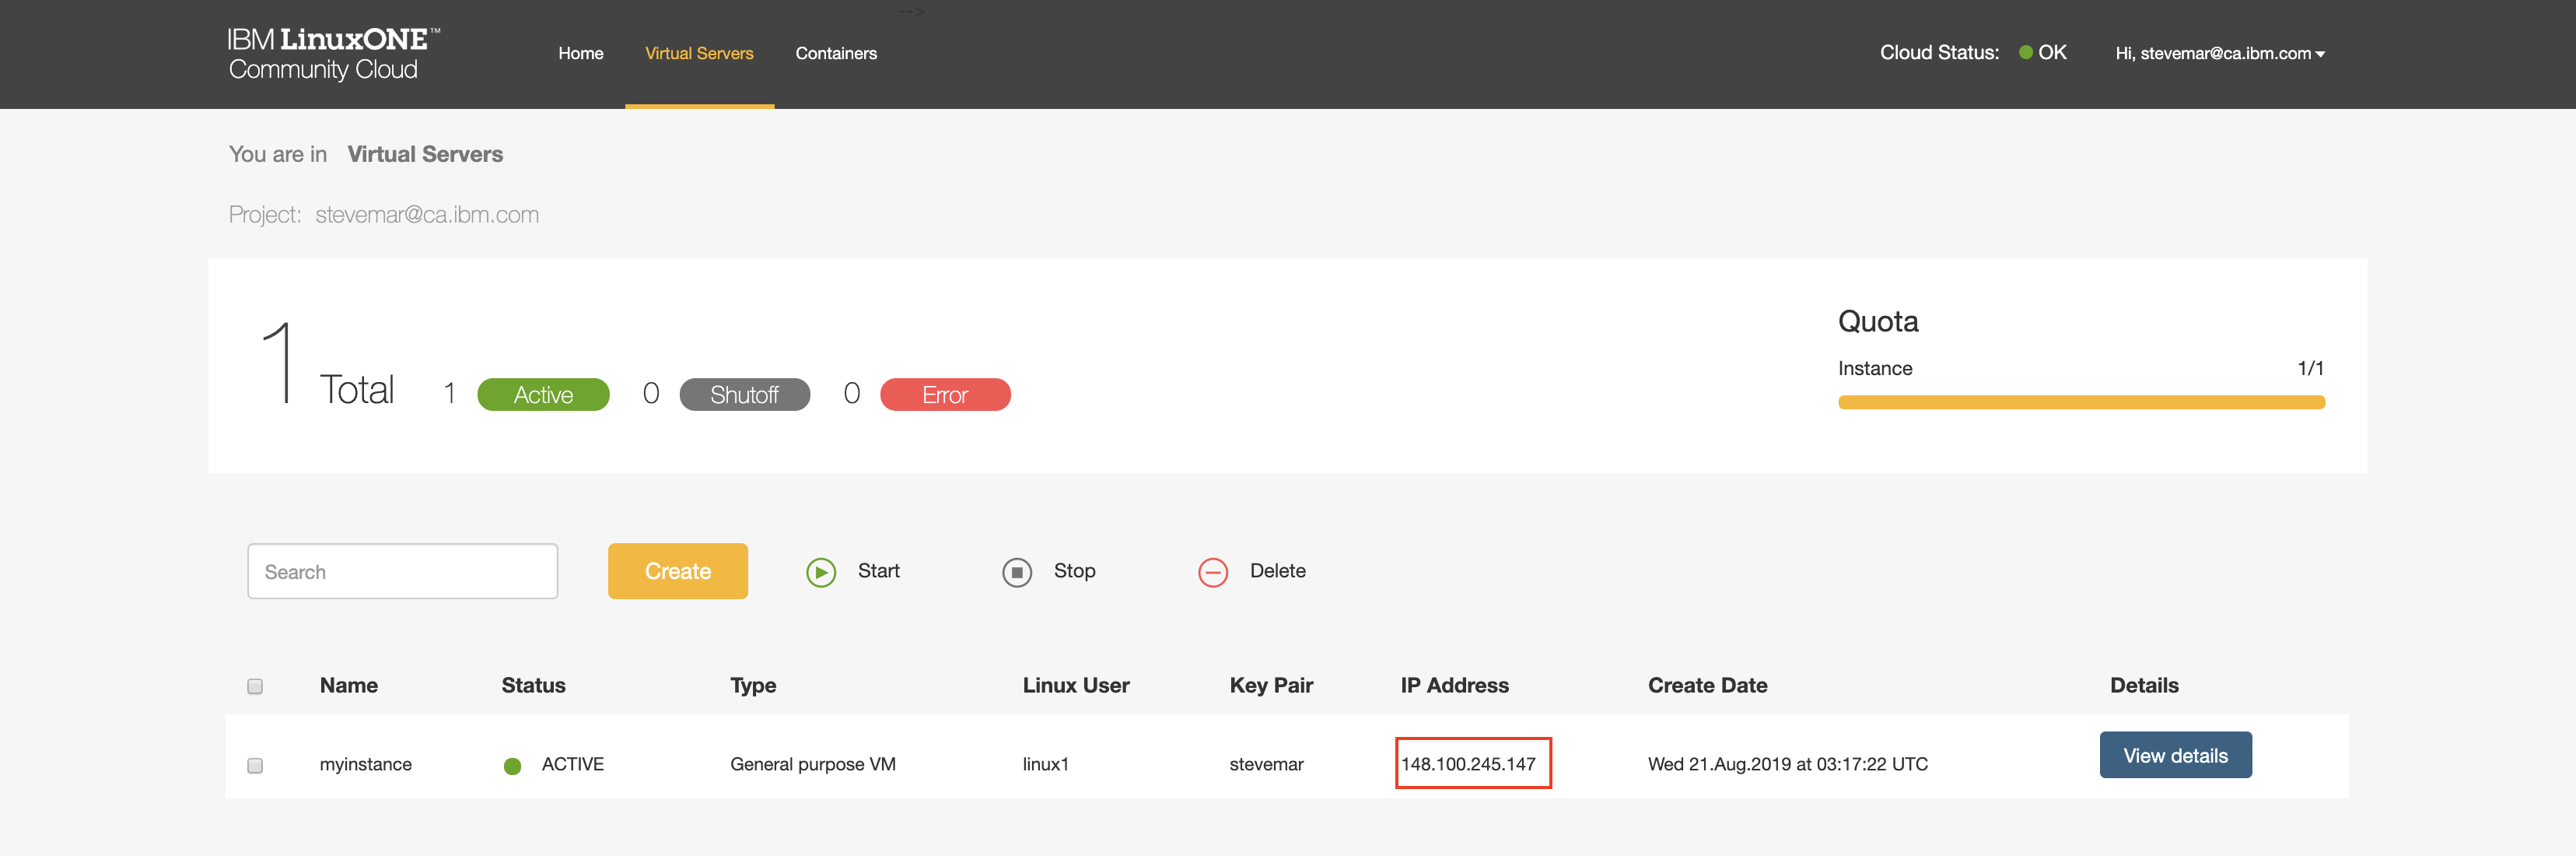 -->
IBM LinuxONE™
Community Cloud
Home Virtual Servers Containers
Cloud Status: OK Hi, stevemar@ca.ibm.com
You are in Virtual Servers
Project: stevemar@ca.ibm.com
1 Total 1 Active 0 Shutoff 0 Error
Quota
Instance 1/1
Search Create Start Stop Delete
Name Status Type Linux User Key Pair IP Address Create Date Details
myinstance ACTIVE General purpose VM linux1 stevemar 148.100.245.147 Wed 21.Aug.2019 at 03:17:22 UTC View details